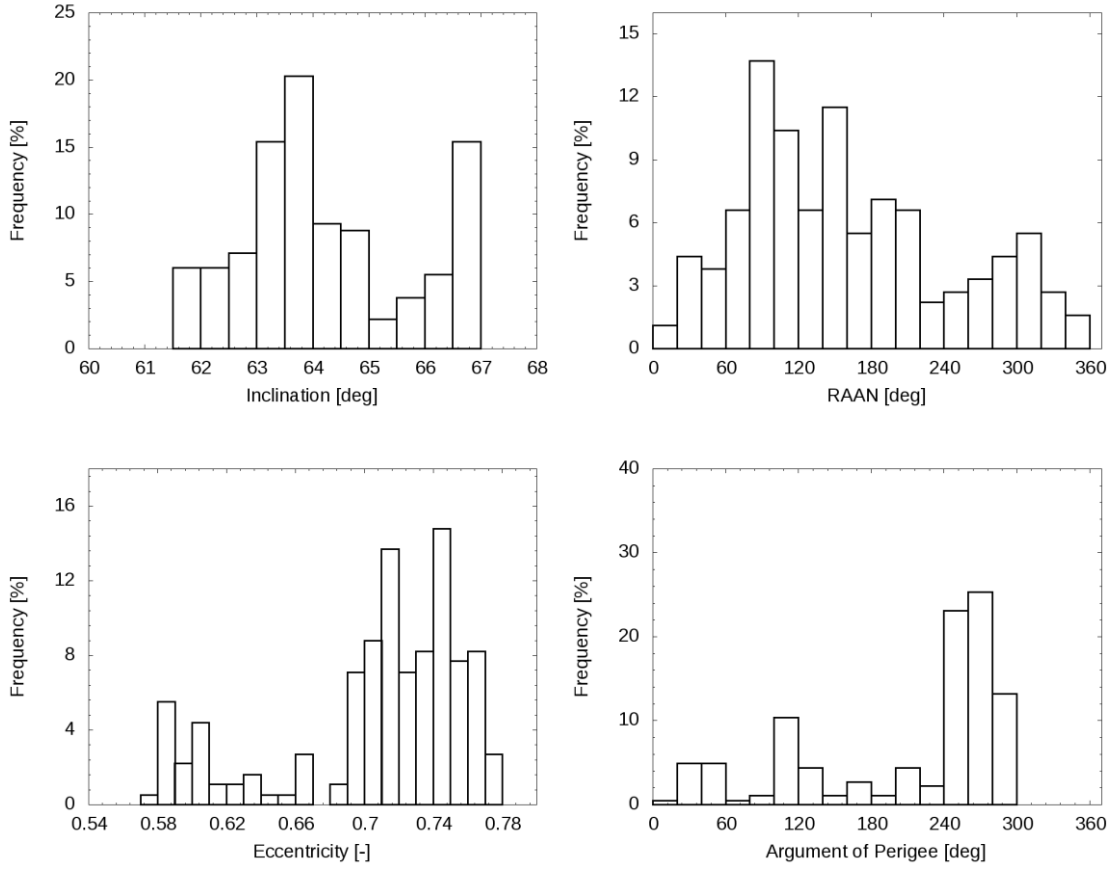 25
20
15
10
5
0
Frequency [%]
60 61 62 63 64 65 66 67 68
Inclination [deg]
15
12
9
6
3
0
Frequency [%]
0 60 120 180 240 300 360
RAAN [deg]
16
12
8
4
0
Frequency [%]
0.54 0.58 0.62 0.66 0.7 0.74 0.78
Eccentricity [-]
40
30
20
10
0
Frequency [%]
0 60 120 180 240 300 360
Argument of Perigee [deg]